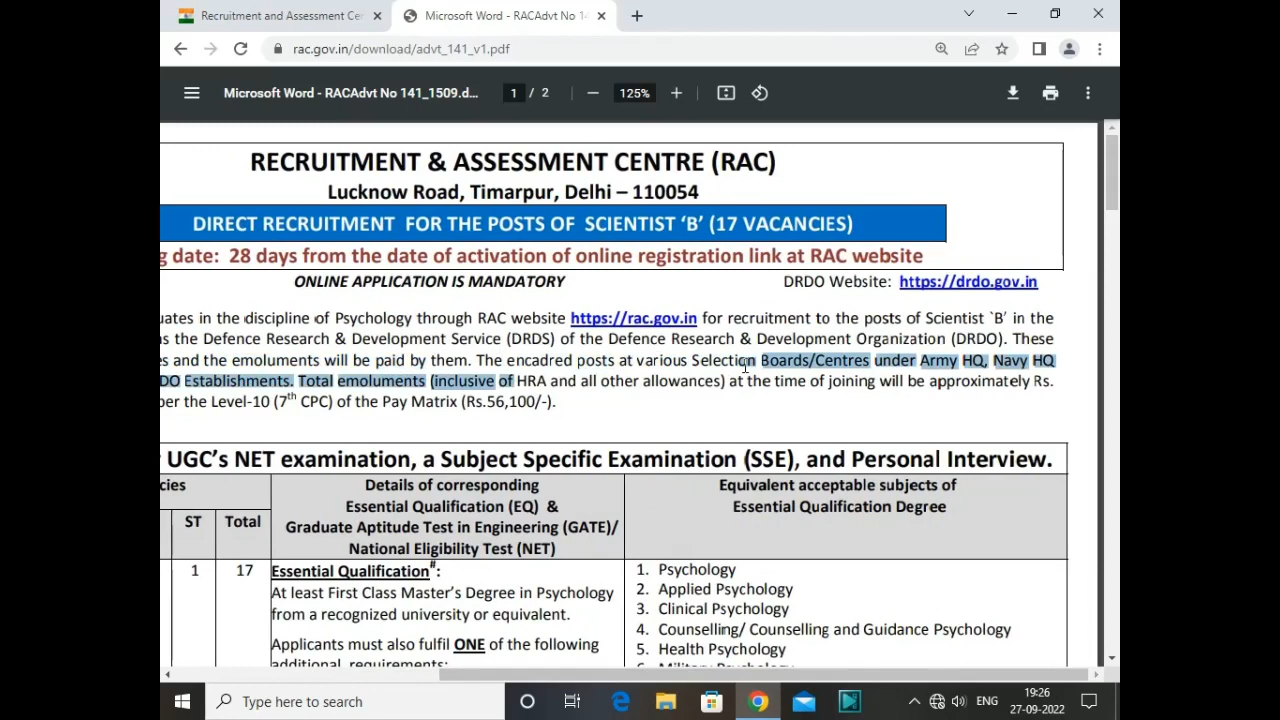 Recruitment and Assessment Ce
Microsoft Word - RACAdvt No 14
rac.gov.in/download/advt_141_v1.pdf
Microsoft Word - RACAdvt No 141_1509.d...
1 / 2
125%
RECRUITMENT & ASSESSMENT CENTRE (RAC)
Lucknow Road, Timarpur, Delhi – 110054
DIRECT RECRUITMENT FOR THE POSTS OF SCIENTIST ‘B’ (17 VACANCIES)
g date: 28 days from the date of activation of online registration link at RAC website
ONLINE APPLICATION IS MANDATORY DRDO Website: https://drdo.gov.in
uates in the discipline of Psychology through RAC website https://rac.gov.in for recruitment to the posts of Scientist `B’ in the
as the Defence Research & Development Service (DRDS) of the Defence Research & Development Organization (DRDO). These
es and the emoluments will be paid by them. The encadred posts at various Selection Boards/Centres under Army HQ, Navy HQ
DO Establishments. Total emoluments (inclusive of HRA and all other allowances) at the time of joining will be approximately Rs.
per the Level-10 (7th CPC) of the Pay Matrix (Rs.56,100/-).
UGC’s NET examination, a Subject Specific Examination (SSE), and Personal Interview.
cies
ST
Total
Details of corresponding
Essential Qualification (EQ) &
Graduate Aptitude Test in Engineering (GATE)/
National Eligibility Test (NET)
Equivalent acceptable subjects of
Essential Qualification Degree
1
17
Essential Qualification#:
At least First Class Master’s Degree in Psychology
from a recognized university or equivalent.
Applicants must also fulfil ONE of the following
additional requirements:
1. Psychology
2. Applied Psychology
3. Clinical Psychology
4. Counselling/ Counselling and Guidance Psychology
5. Health Psychology
6. Military Psychology
Type here to search
ENG
19:26
27-09-2022